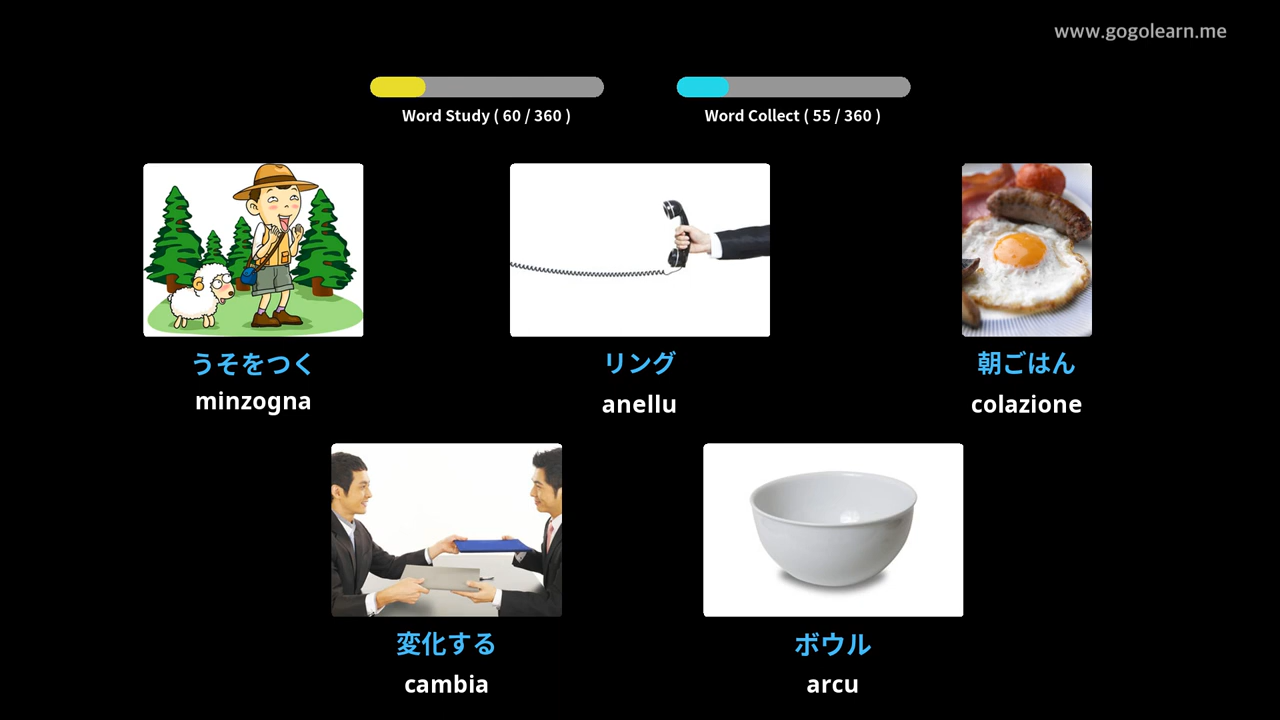 www.gogolearn.me
Word Study ( 60 / 360 )
Word Collect ( 55 / 360 )
うそをつく
minzogna
リング
anellu
朝ごはん
colazione
変化する
cambia
ボウル
arcu